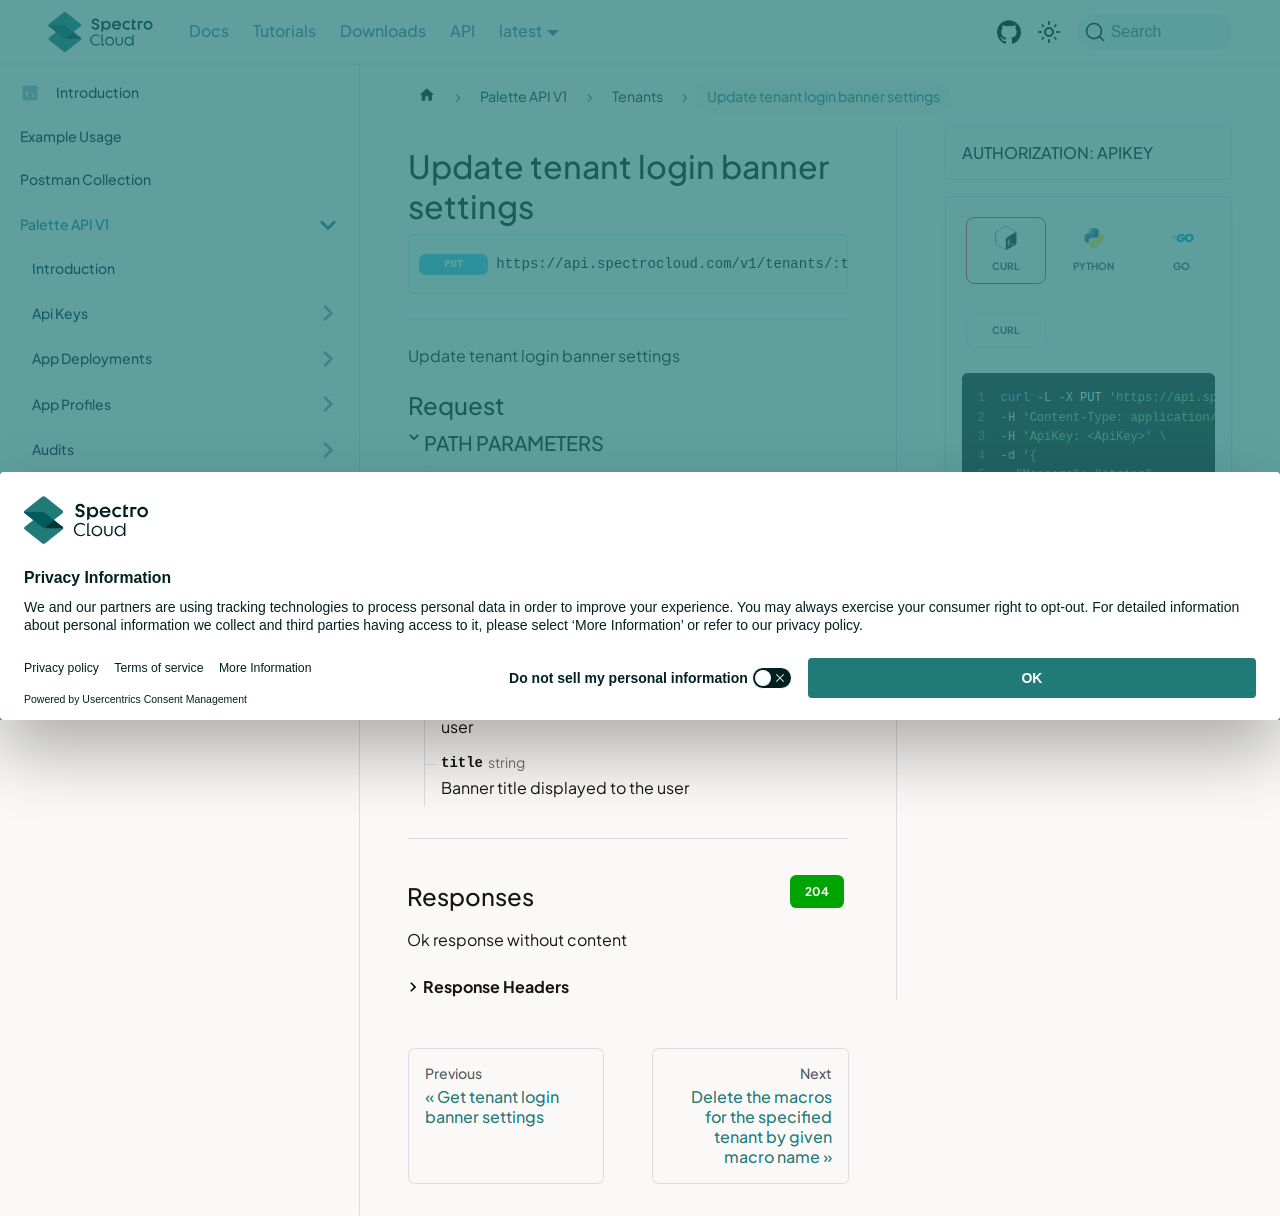 Spectro Cloud
Docs
Tutorials
Downloads
API
latest
Search
Introduction
Example Usage
Postman Collection
Palette API V1
Introduction
Api Keys
App Deployments
App Profiles
Audits
Palette API V1
Tenants
Update tenant login banner settings
Update tenant login banner
settings
PUT
https://api.spectrocloud.com/v1/tenants/:t
Update tenant login banner settings
Request
PATH PARAMETERS
AUTHORIZATION: APIKEY
CURL
PYTHON
GO
CURL
1 curl -L -X PUT 'https://api.sp
2 -H 'Content-Type: application/
3 -H 'ApiKey: <ApiKey>' \
4 -d '{
Spectro
Cloud
Privacy Information
We and our partners are using tracking technologies to process personal data in order to improve your experience. You may always exercise your consumer right to opt-out. For detailed information
about personal information we collect and third parties having access to it, please select ‘More Information’ or refer to our privacy policy.
Privacy policy
Terms of service
More Information
Powered by Usercentrics Consent Management
Do not sell my personal information
OK
user
title string
Banner title displayed to the user
Responses
204
Ok response without content
Response Headers
Previous
« Get tenant login
banner settings
Next
Delete the macros
for the specified
tenant by given
macro name »